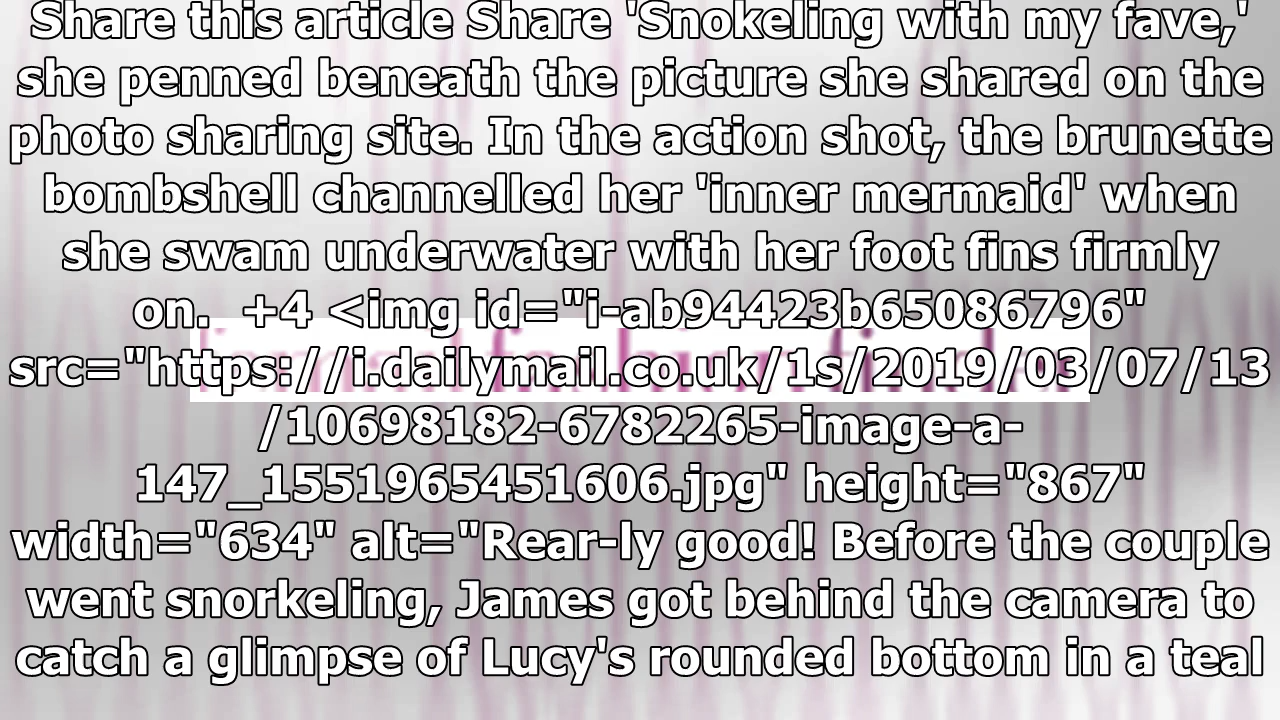 Share this article Share 'Snokeling with my fave,'
she penned beneath the picture she shared on the
photo sharing site. In the action shot, the brunette
bombshell channelled her 'inner mermaid' when
she swam underwater with her foot fins firmly
on.  +4 <img id="i-ab94423b65086796"
src="https://i.dailymail.co.uk/1s/2019/03/07/13
/10698182-6782265-image-a-
147_1551965451606.jpg" height="867"
width="634" alt="Rear-ly good! Before the couple
went snorkeling, James got behind the camera to
catch a glimpse of Lucy's rounded bottom in a teal